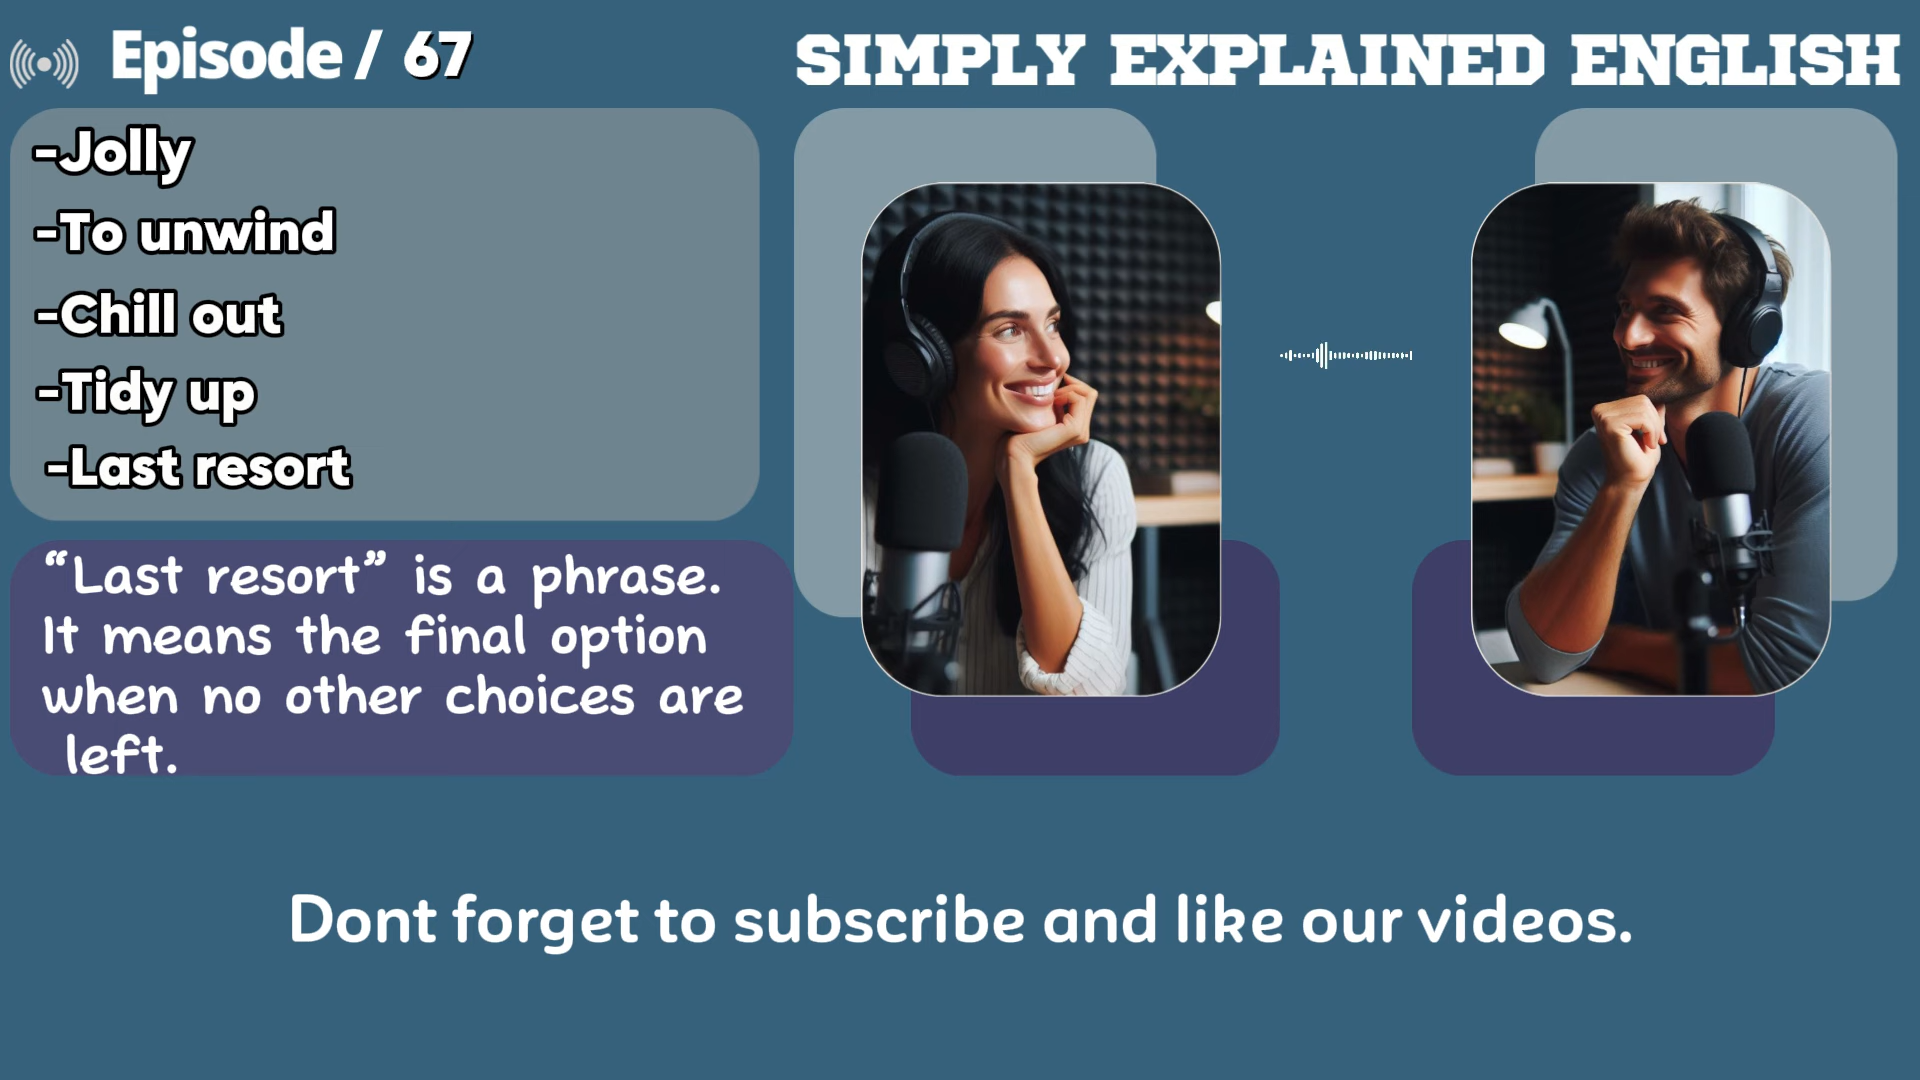 Episode / 67
SIMPLY EXPLAINED ENGLISH
-Jolly
-To unwind
-Chill out
-Tidy up
-Last resort
“Last resort” is a phrase.
It means the final option
when no other choices are
left.
Dont forget to subscribe and like our videos.